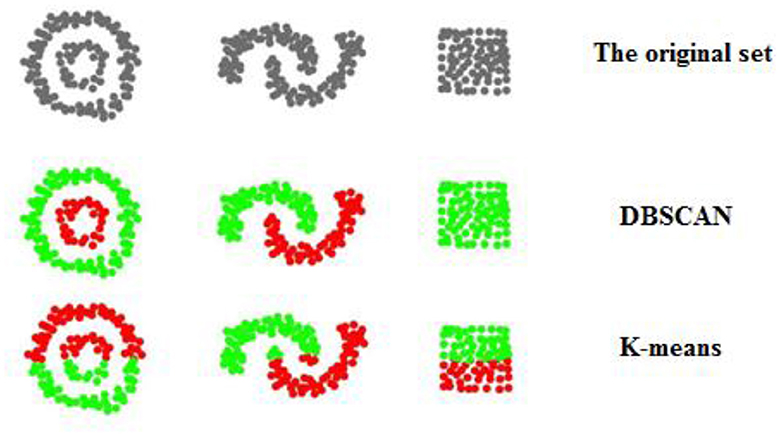 The original set
DBSCAN
K-means